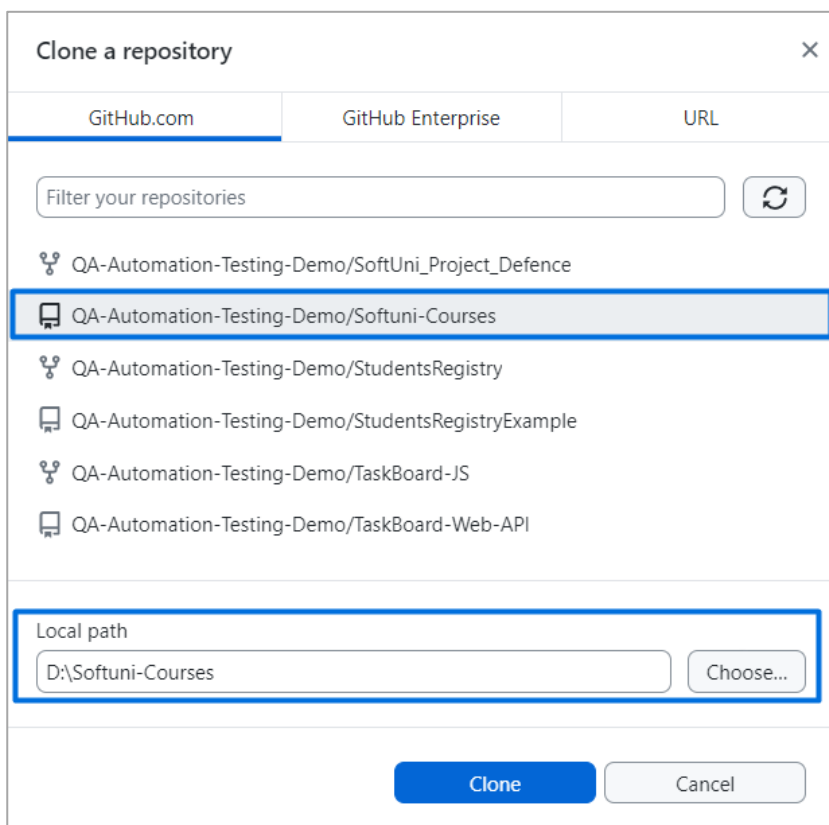 Clone a repository
GitHub.com GitHub Enterprise URL
Filter your repositories
QA-Automation-Testing-Demo/SoftUni_Project_Defence
QA-Automation-Testing-Demo/Softuni-Courses
QA-Automation-Testing-Demo/StudentsRegistry
QA-Automation-Testing-Demo/StudentsRegistryExample
QA-Automation-Testing-Demo/TaskBoard-JS
QA-Automation-Testing-Demo/TaskBoard-Web-API
Local path
D:\Softuni-Courses Choose...
Clone Cancel